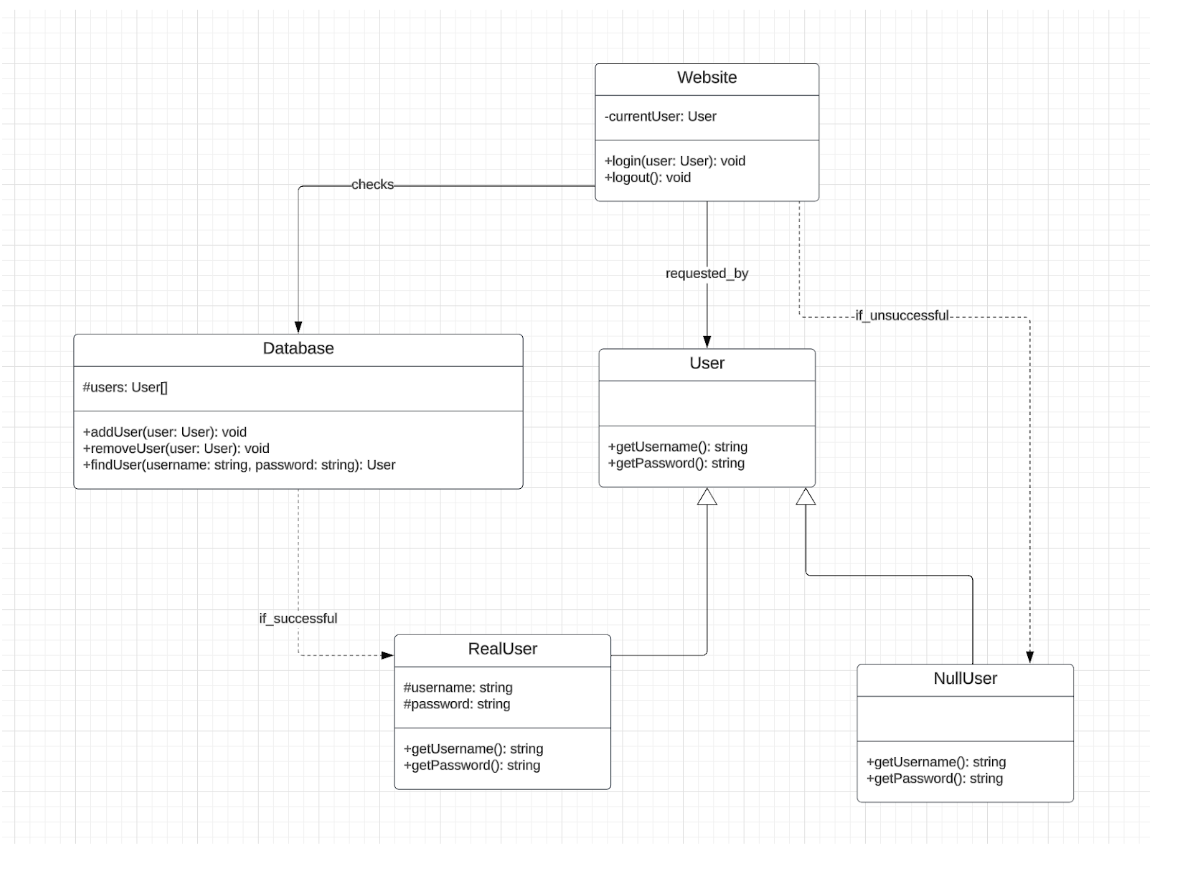 Website
-currentUser: User
+login(user: User): void
+logout(): void
checks
requested_by
if_unsuccessful
Database
#users: User[]
+addUser(user: User): void
+removeUser(user: User): void
+findUser(username: string, password: string): User
User
+getUsername(): string
+getPassword(): string
if_successful
RealUser
#username: string
#password: string
+getUsername(): string
+getPassword(): string
NullUser
+getUsername(): string
+getPassword(): string